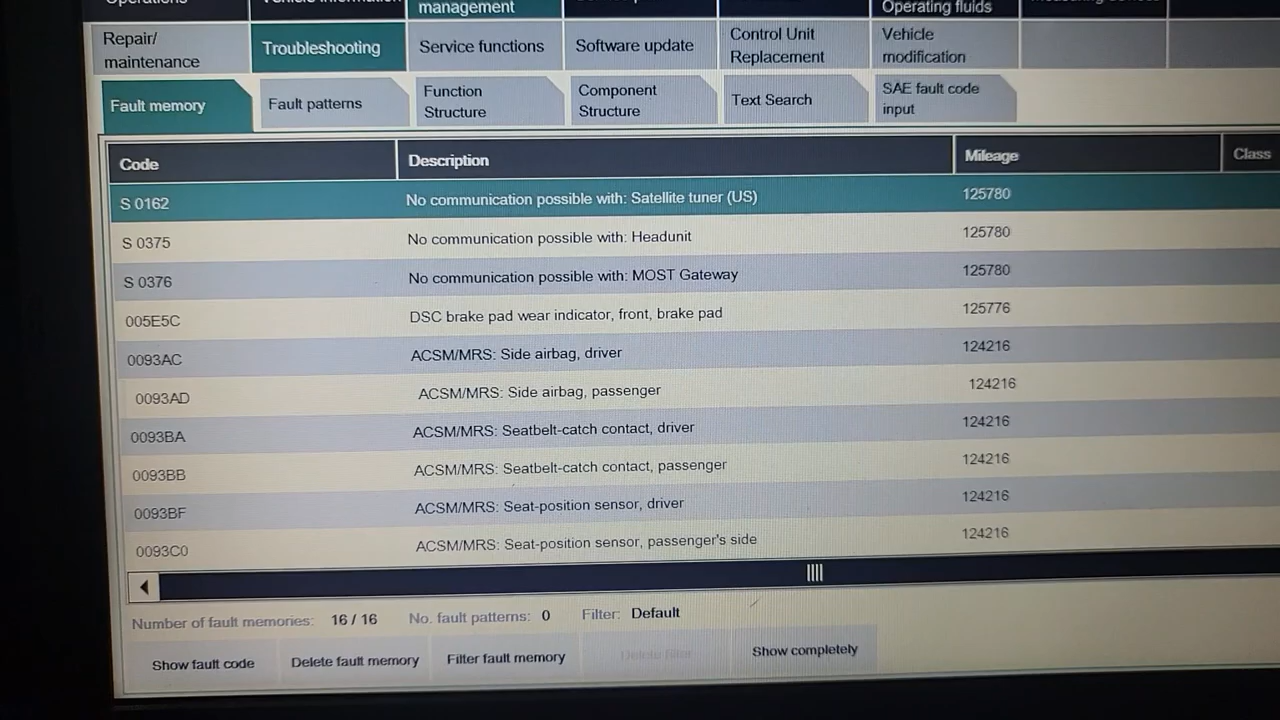 management
Operating fluids
Repair/
maintenance
Troubleshooting
Service functions
Software update
Control Unit
Replacement
Vehicle
modification
Fault memory
Fault patterns
Function
Structure
Component
Structure
Text Search
SAE fault code
input
Code Description Mileage Class
S 0162 No communication possible with: Satellite tuner (US) 125780
S 0375 No communication possible with: Headunit 125780
S 0376 No communication possible with: MOST Gateway 125780
005E5C DSC brake pad wear indicator, front, brake pad 125776
0093AC ACSM/MRS: Side airbag, driver 124216
0093AD ACSM/MRS: Side airbag, passenger 124216
0093BA ACSM/MRS: Seatbelt-catch contact, driver 124216
0093BB ACSM/MRS: Seatbelt-catch contact, passenger 124216
0093BF ACSM/MRS: Seat-position sensor, driver 124216
0093C0 ACSM/MRS: Seat-position sensor, passenger's side 124216
Number of fault memories: 16 / 16 No. fault patterns: 0 Filter: Default
Show fault code Delete fault memory Filter fault memory Delete filter Show completely